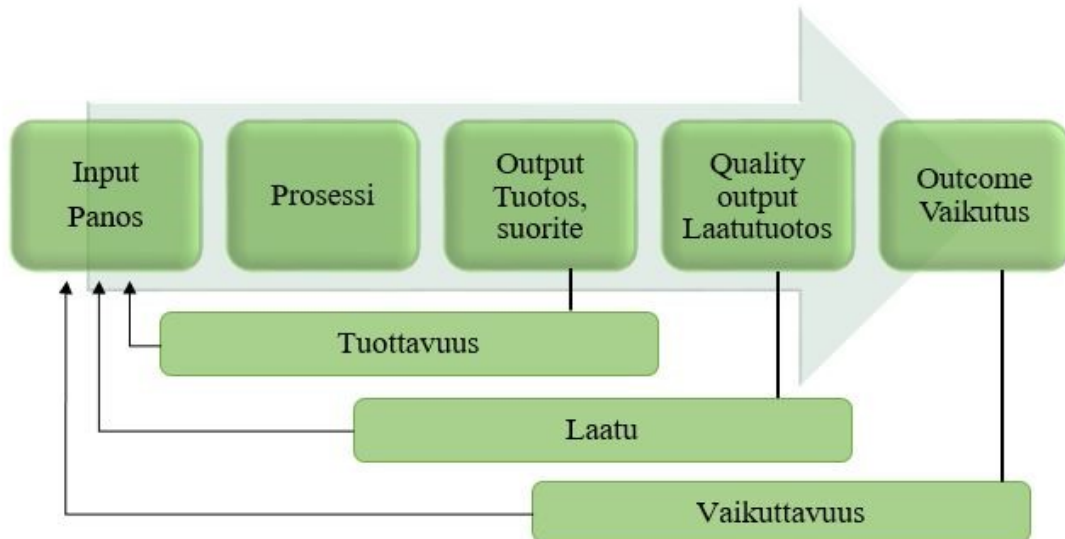 Input
Panos
Prosessi
Output
Tuotos,
suorite
Quality
output
Laatutuotos
Outcome
Vaikutus
Tuottavuus
Laatu
Vaikuttavuus